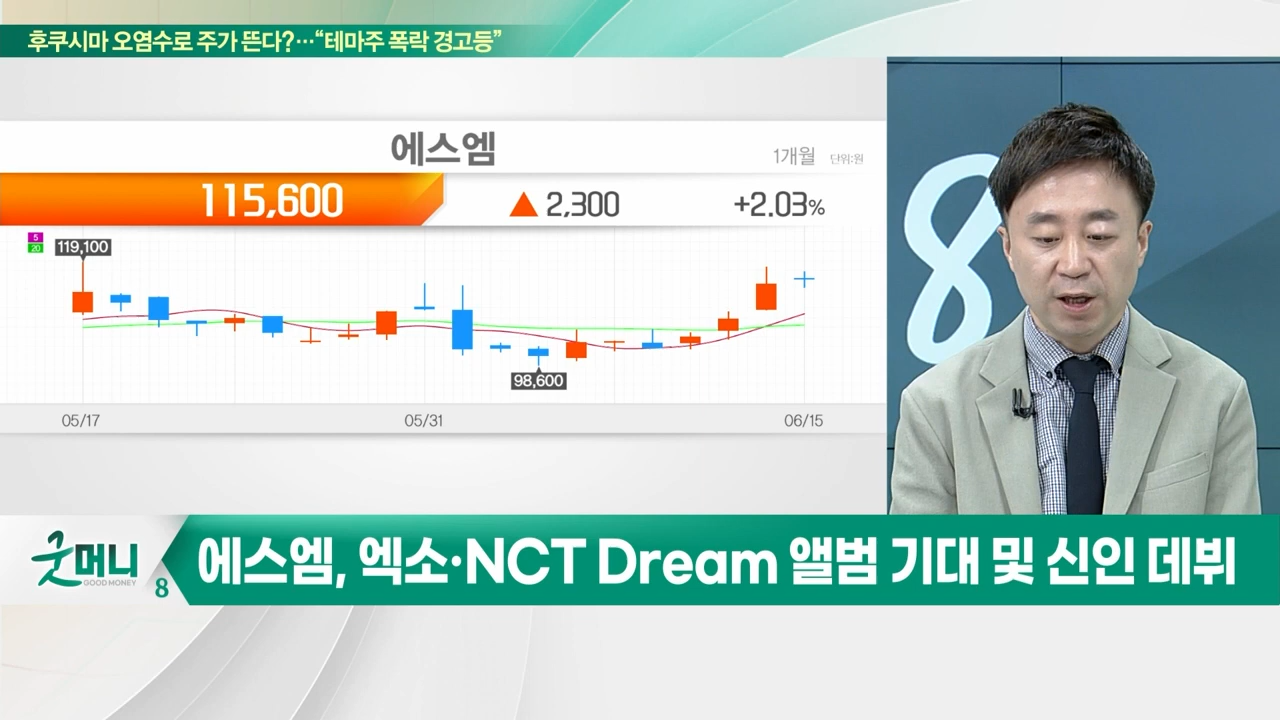 후쿠시마 오염수로 주가 뜬다?…“테마주 폭락 경고등”
에스엠
1개월 단위:원
115,600 ▲ 2,300 +2.03%
5
20
119,100
98,600
05/17 05/31 06/15
8
굿머니
GOOD MONEY
8
에스엠, 엑소·NCT Dream 앨범 기대 및 신인 데뷔